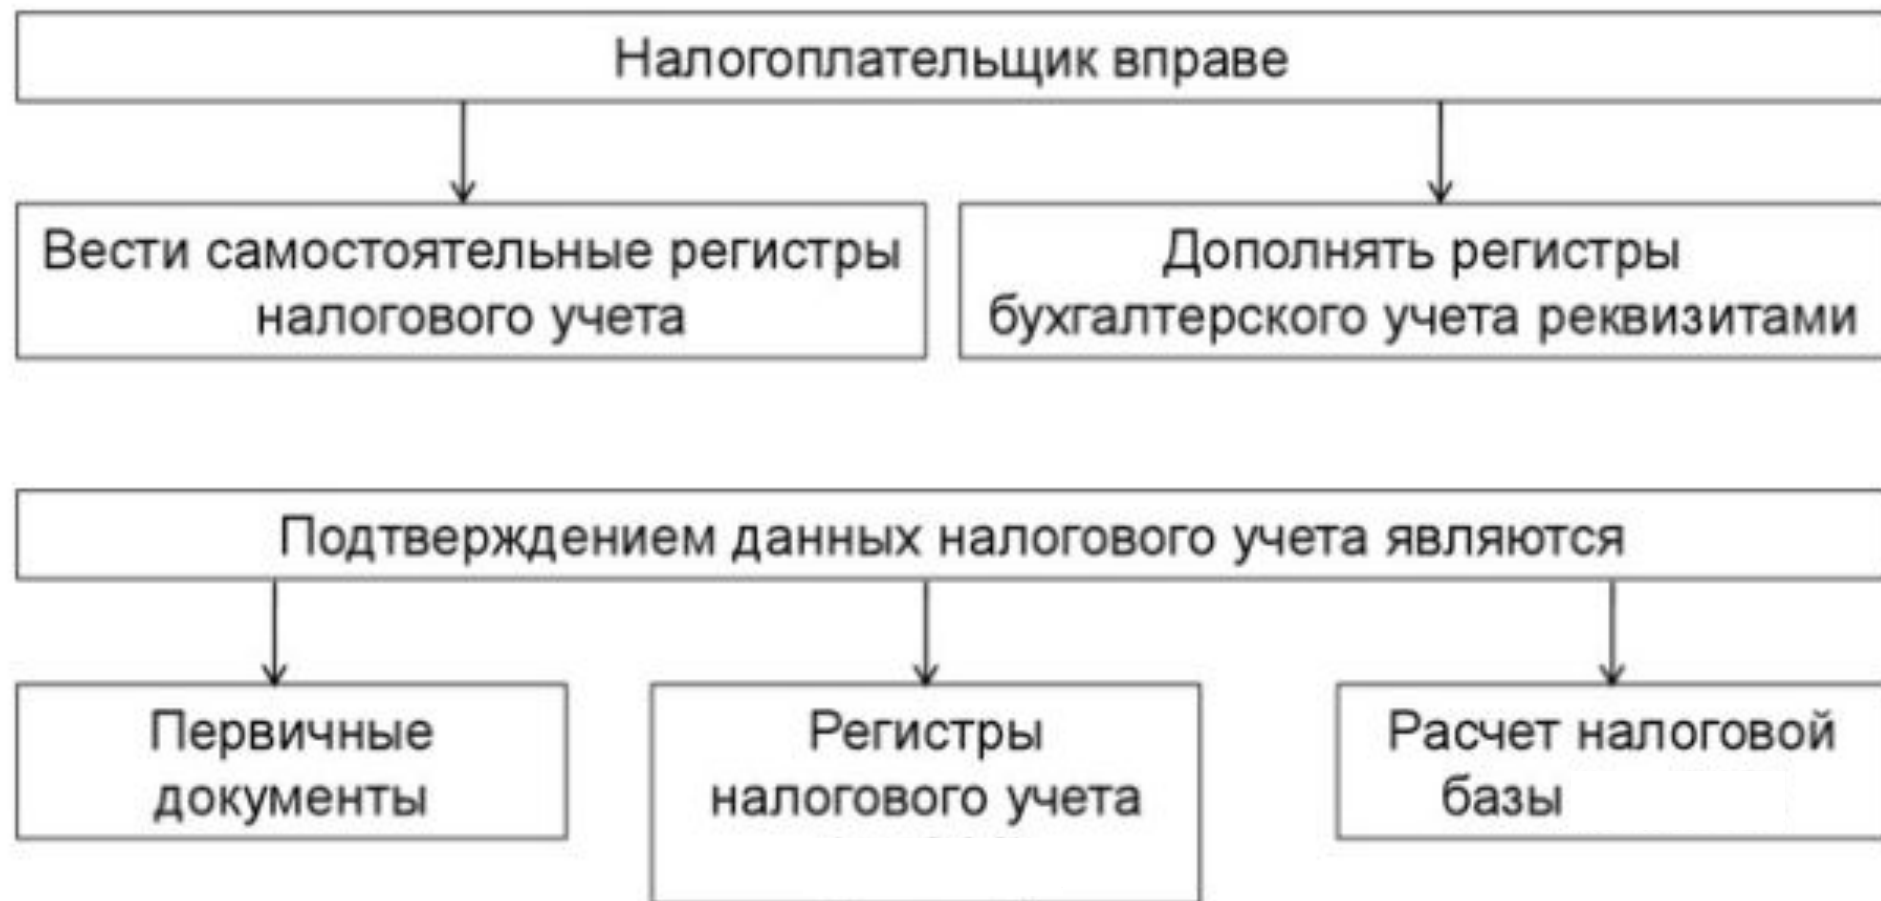 Налогоплательщик вправе
Вести самостоятельные регистры
налогового учета
Дополнять регистры
бухгалтерского учета реквизитами
Подтверждением данных налогового учета являются
Первичные
документы
Регистры
налогового учета
Расчет налоговой
базы